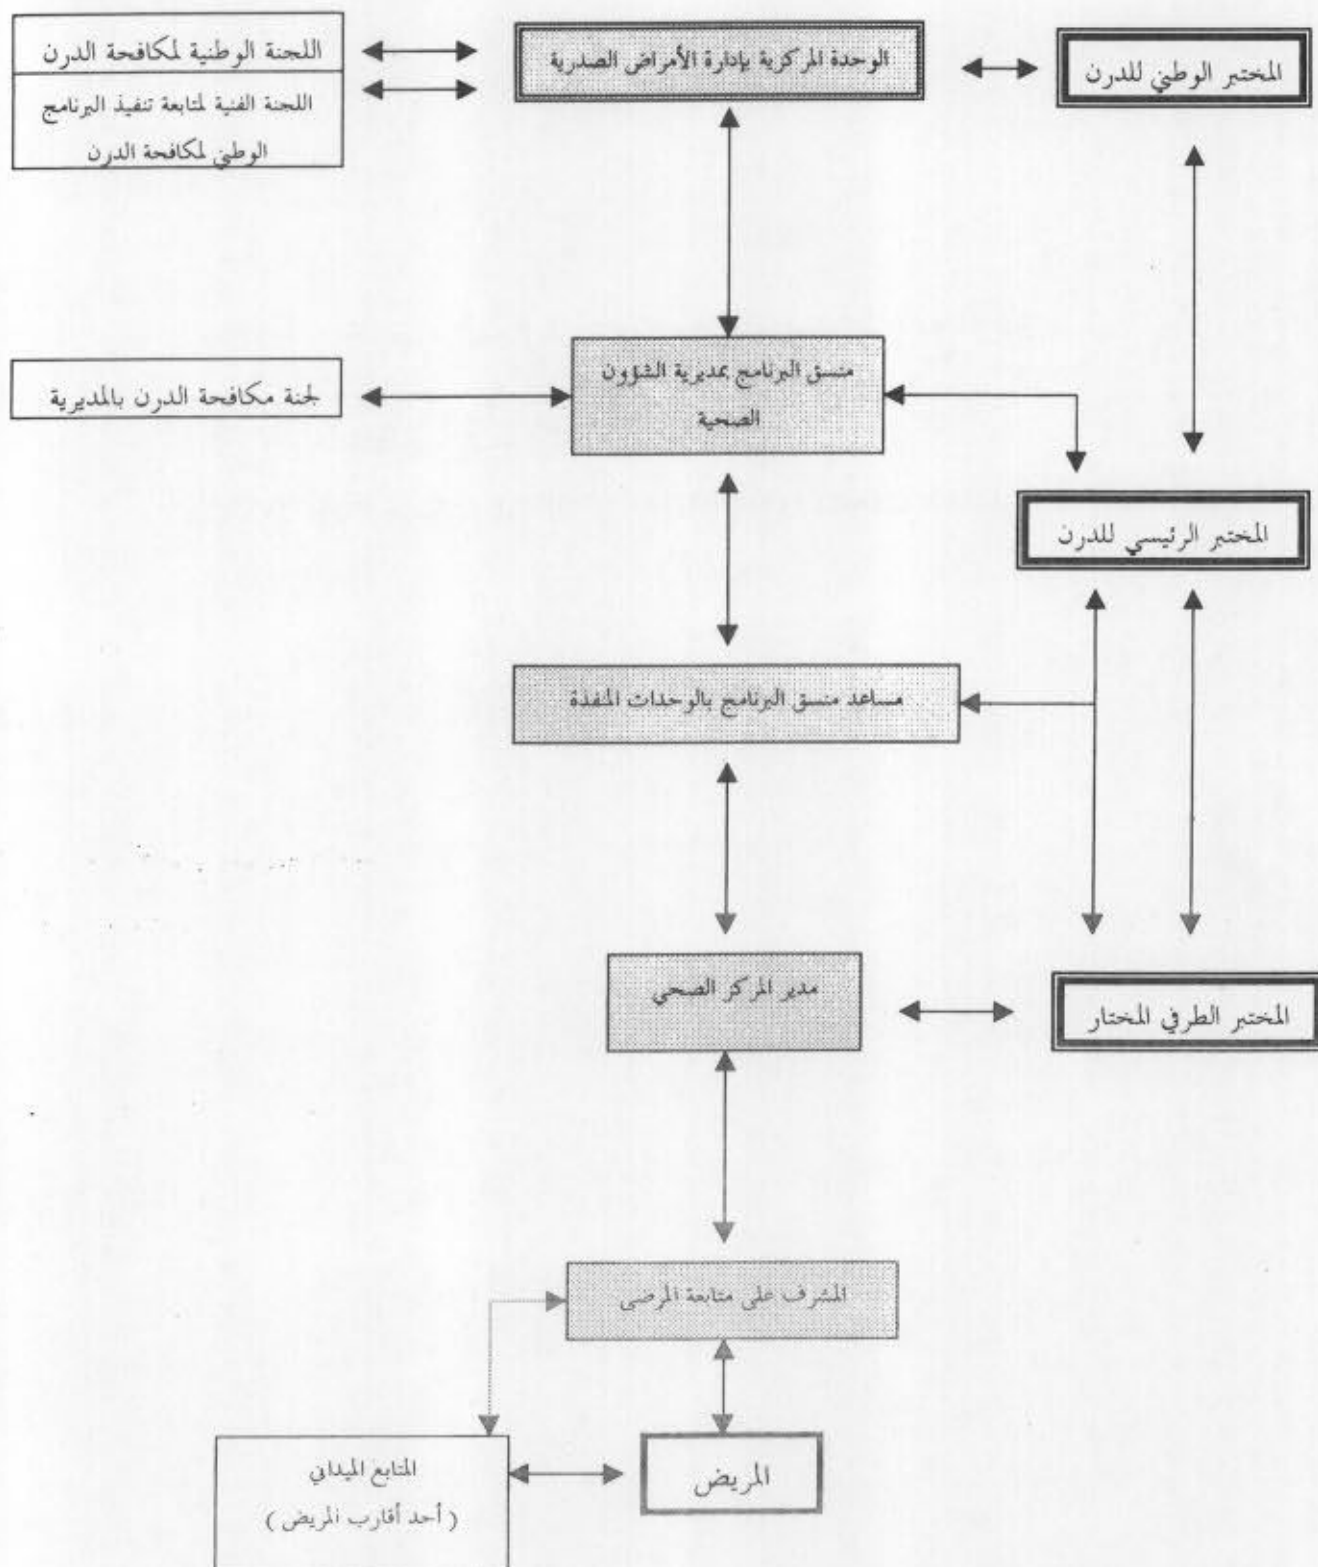 المختبر الوطني للدرن
الوحدة المركزية بإدارة الأمراض الصدرية
اللجنة الوطنية لمكافحة الدرن
اللجنة الفنية لمتابعة تنفيذ البرنامج
الوطني لمكافحة الدرن
منسق البرنامج بمديرية الشؤون
الصحية
لجنة مكافحة الدرن بالمديرية
المختبر الرئيسي للدرن
مساعد منسق البرنامج بالوحدات المنفذة
المختبر الطرفي المختار
مدير المركز الصحي
المشرف على متابعة المرضى
المريض
المتابع الميداني
( أحد أقارب المريض )